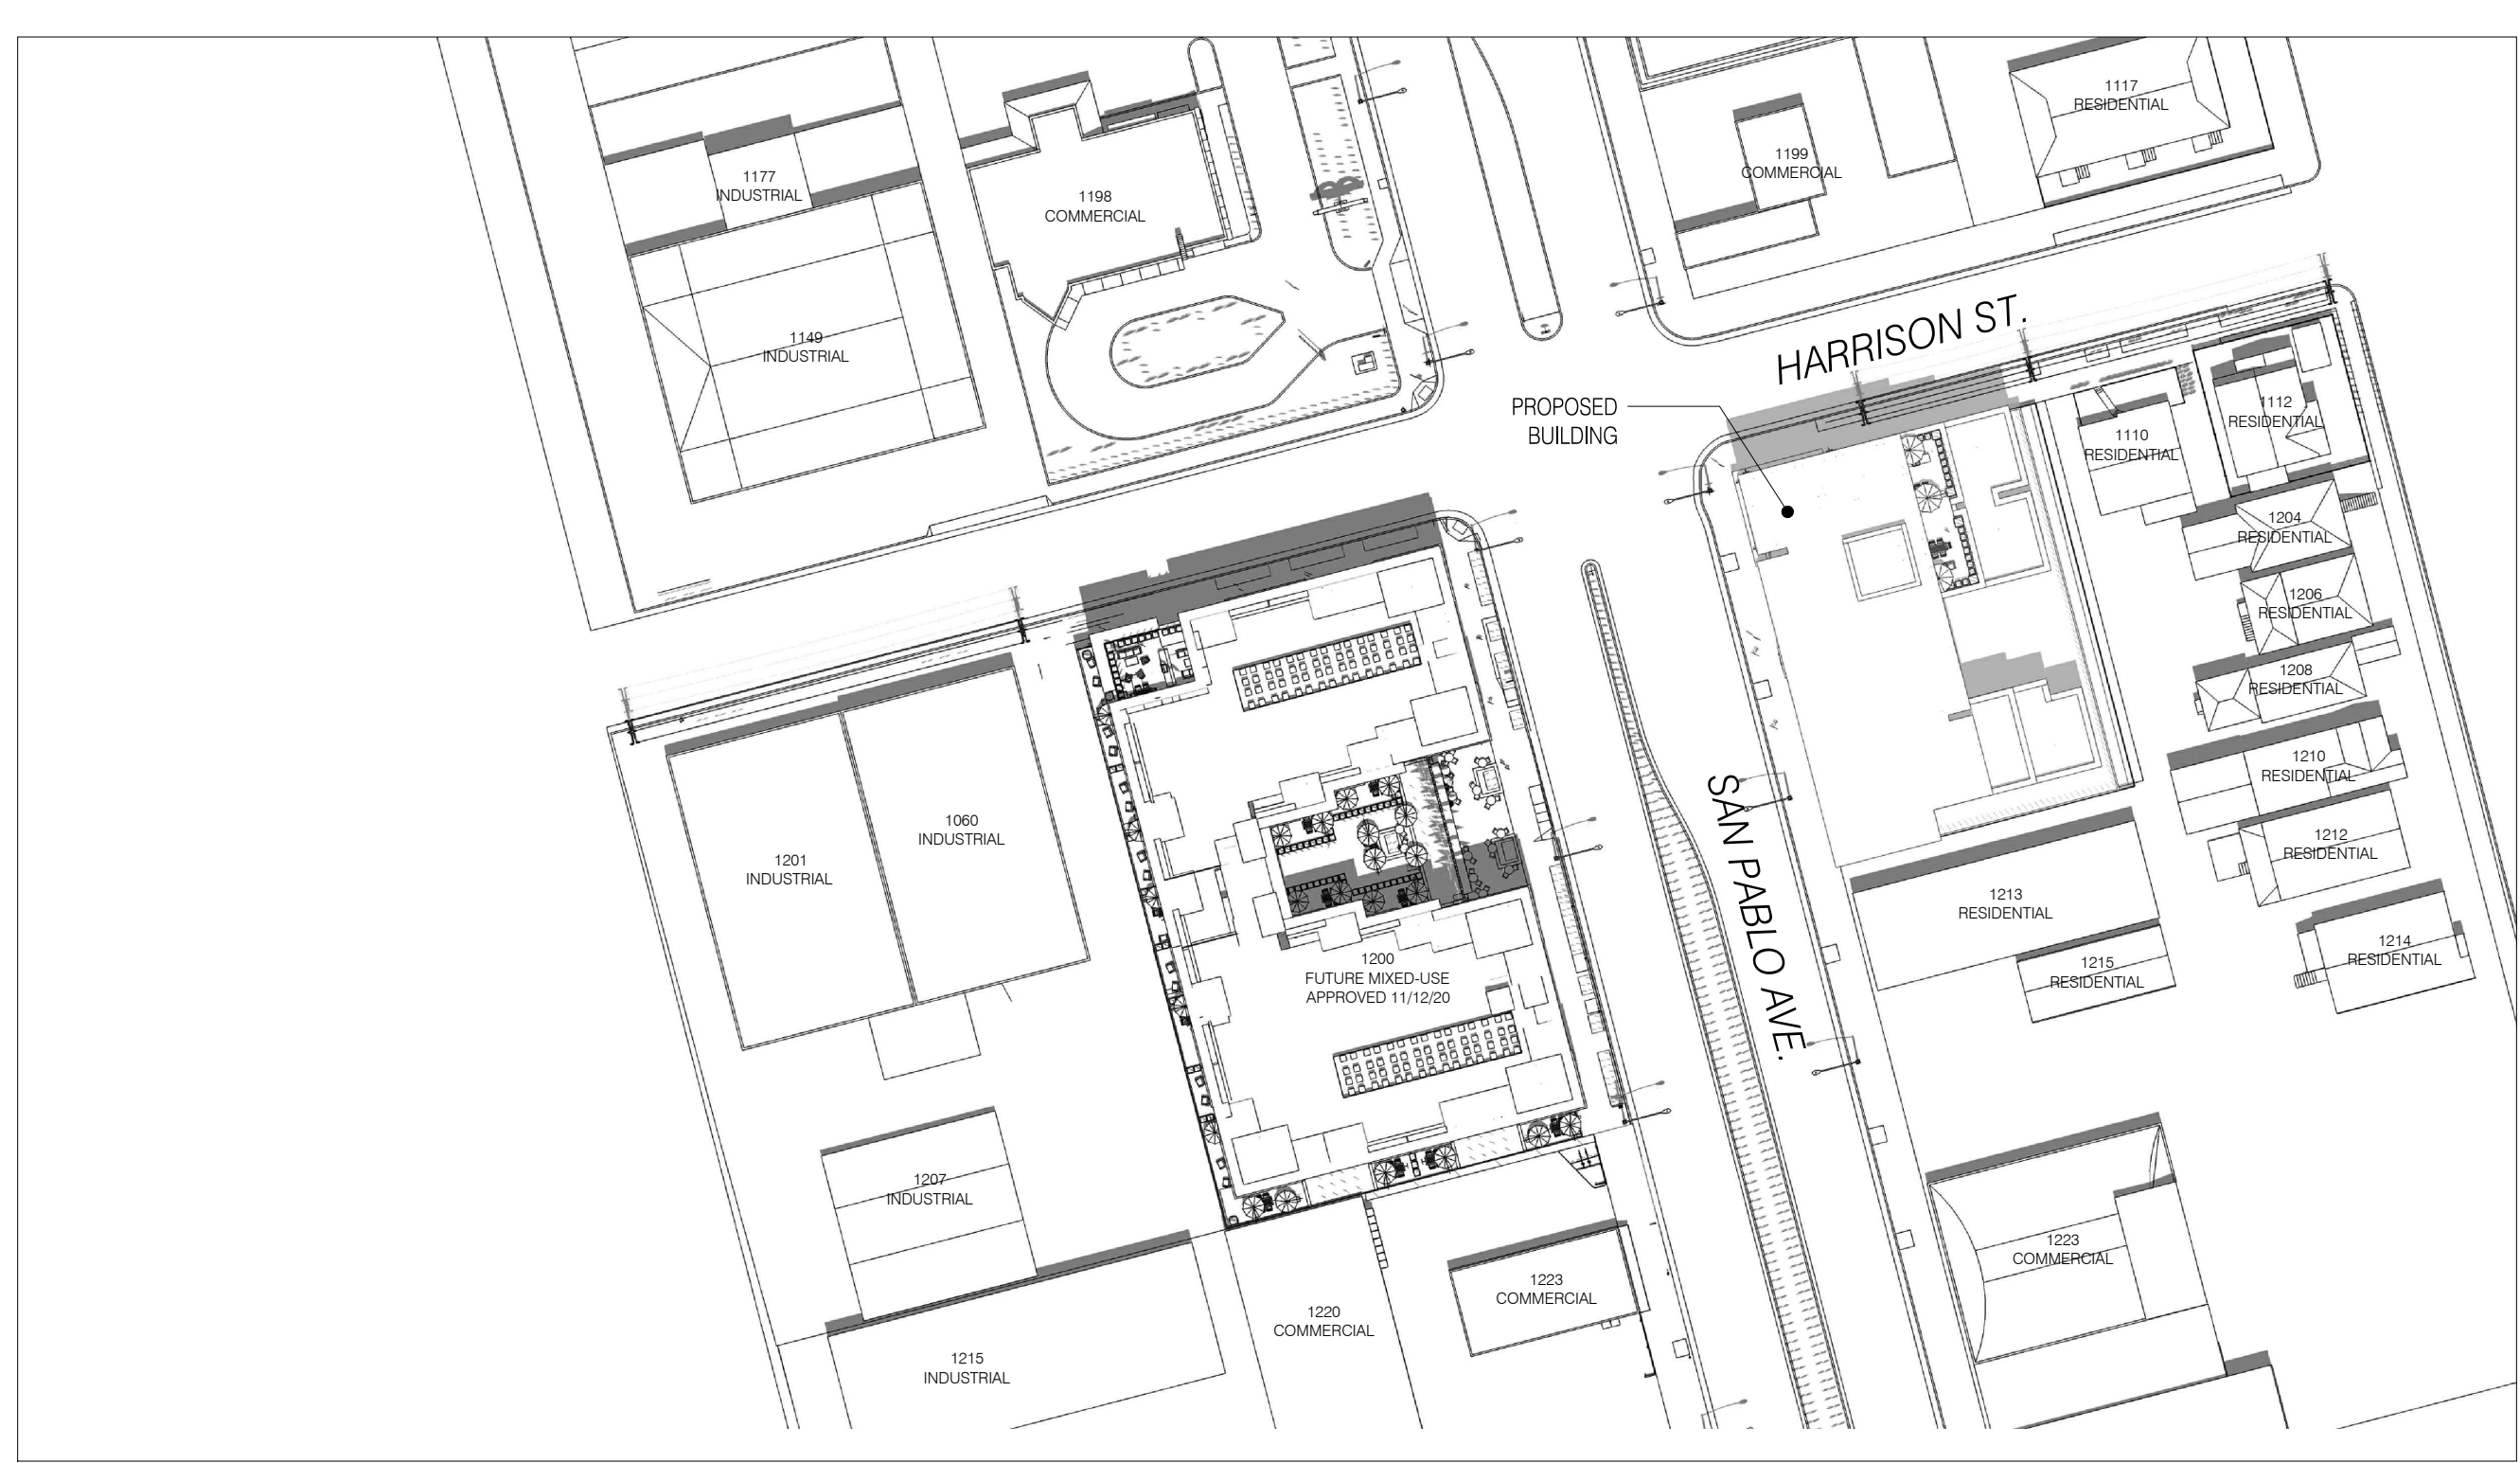 1117
RESIDENTIAL
1199
COMMERCIAL
1177
INDUSTRIAL
1198
COMMERCIAL
1149
INDUSTRIAL
HARRISON ST.
PROPOSED
BUILDING
1112
RESIDENTIAL
1110
RESIDENTIAL
1204
RESIDENTIAL
1206
RESIDENTIAL
1208
RESIDENTIAL
1210
RESIDENTIAL
1212
RESIDENTIAL
1060
INDUSTRIAL
1201
INDUSTRIAL
SAN PABLO AVE.
1213
RESIDENTIAL
1214
RESIDENTIAL
1215
RESIDENTIAL
1200
FUTURE MIXED-USE
APPROVED 11/12/20
1207
INDUSTRIAL
1223
COMMERCIAL
1223
COMMERCIAL
1220
COMMERCIAL
1215
INDUSTRIAL